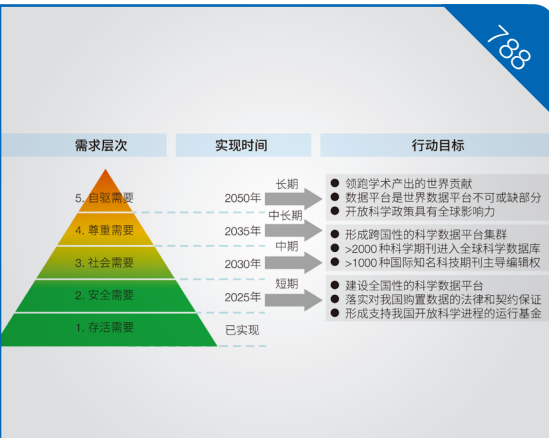 788
需求层次 实现时间 行动目标
长期
5. 自驱需要 2050年
● 领跑学术产出的世界贡献
● 数据平台是世界数据平台不可或缺部分
● 开放科学政策具有全球影响力
中长期
4. 尊重需要 2035年
中期
3. 社会需要 2030年
● 形成跨国性的科学数据平台集群
● >2000种科学期刊进入全球科学数据库
● >1000种国际知名科技期刊主导编辑权
短期
2. 安全需要 2025年
● 建设全国性的科学数据平台
● 落实对我国购置数据的法律和契约保证
● 形成支持我国开放科学进程的运行基金
1. 存活需要 已实现